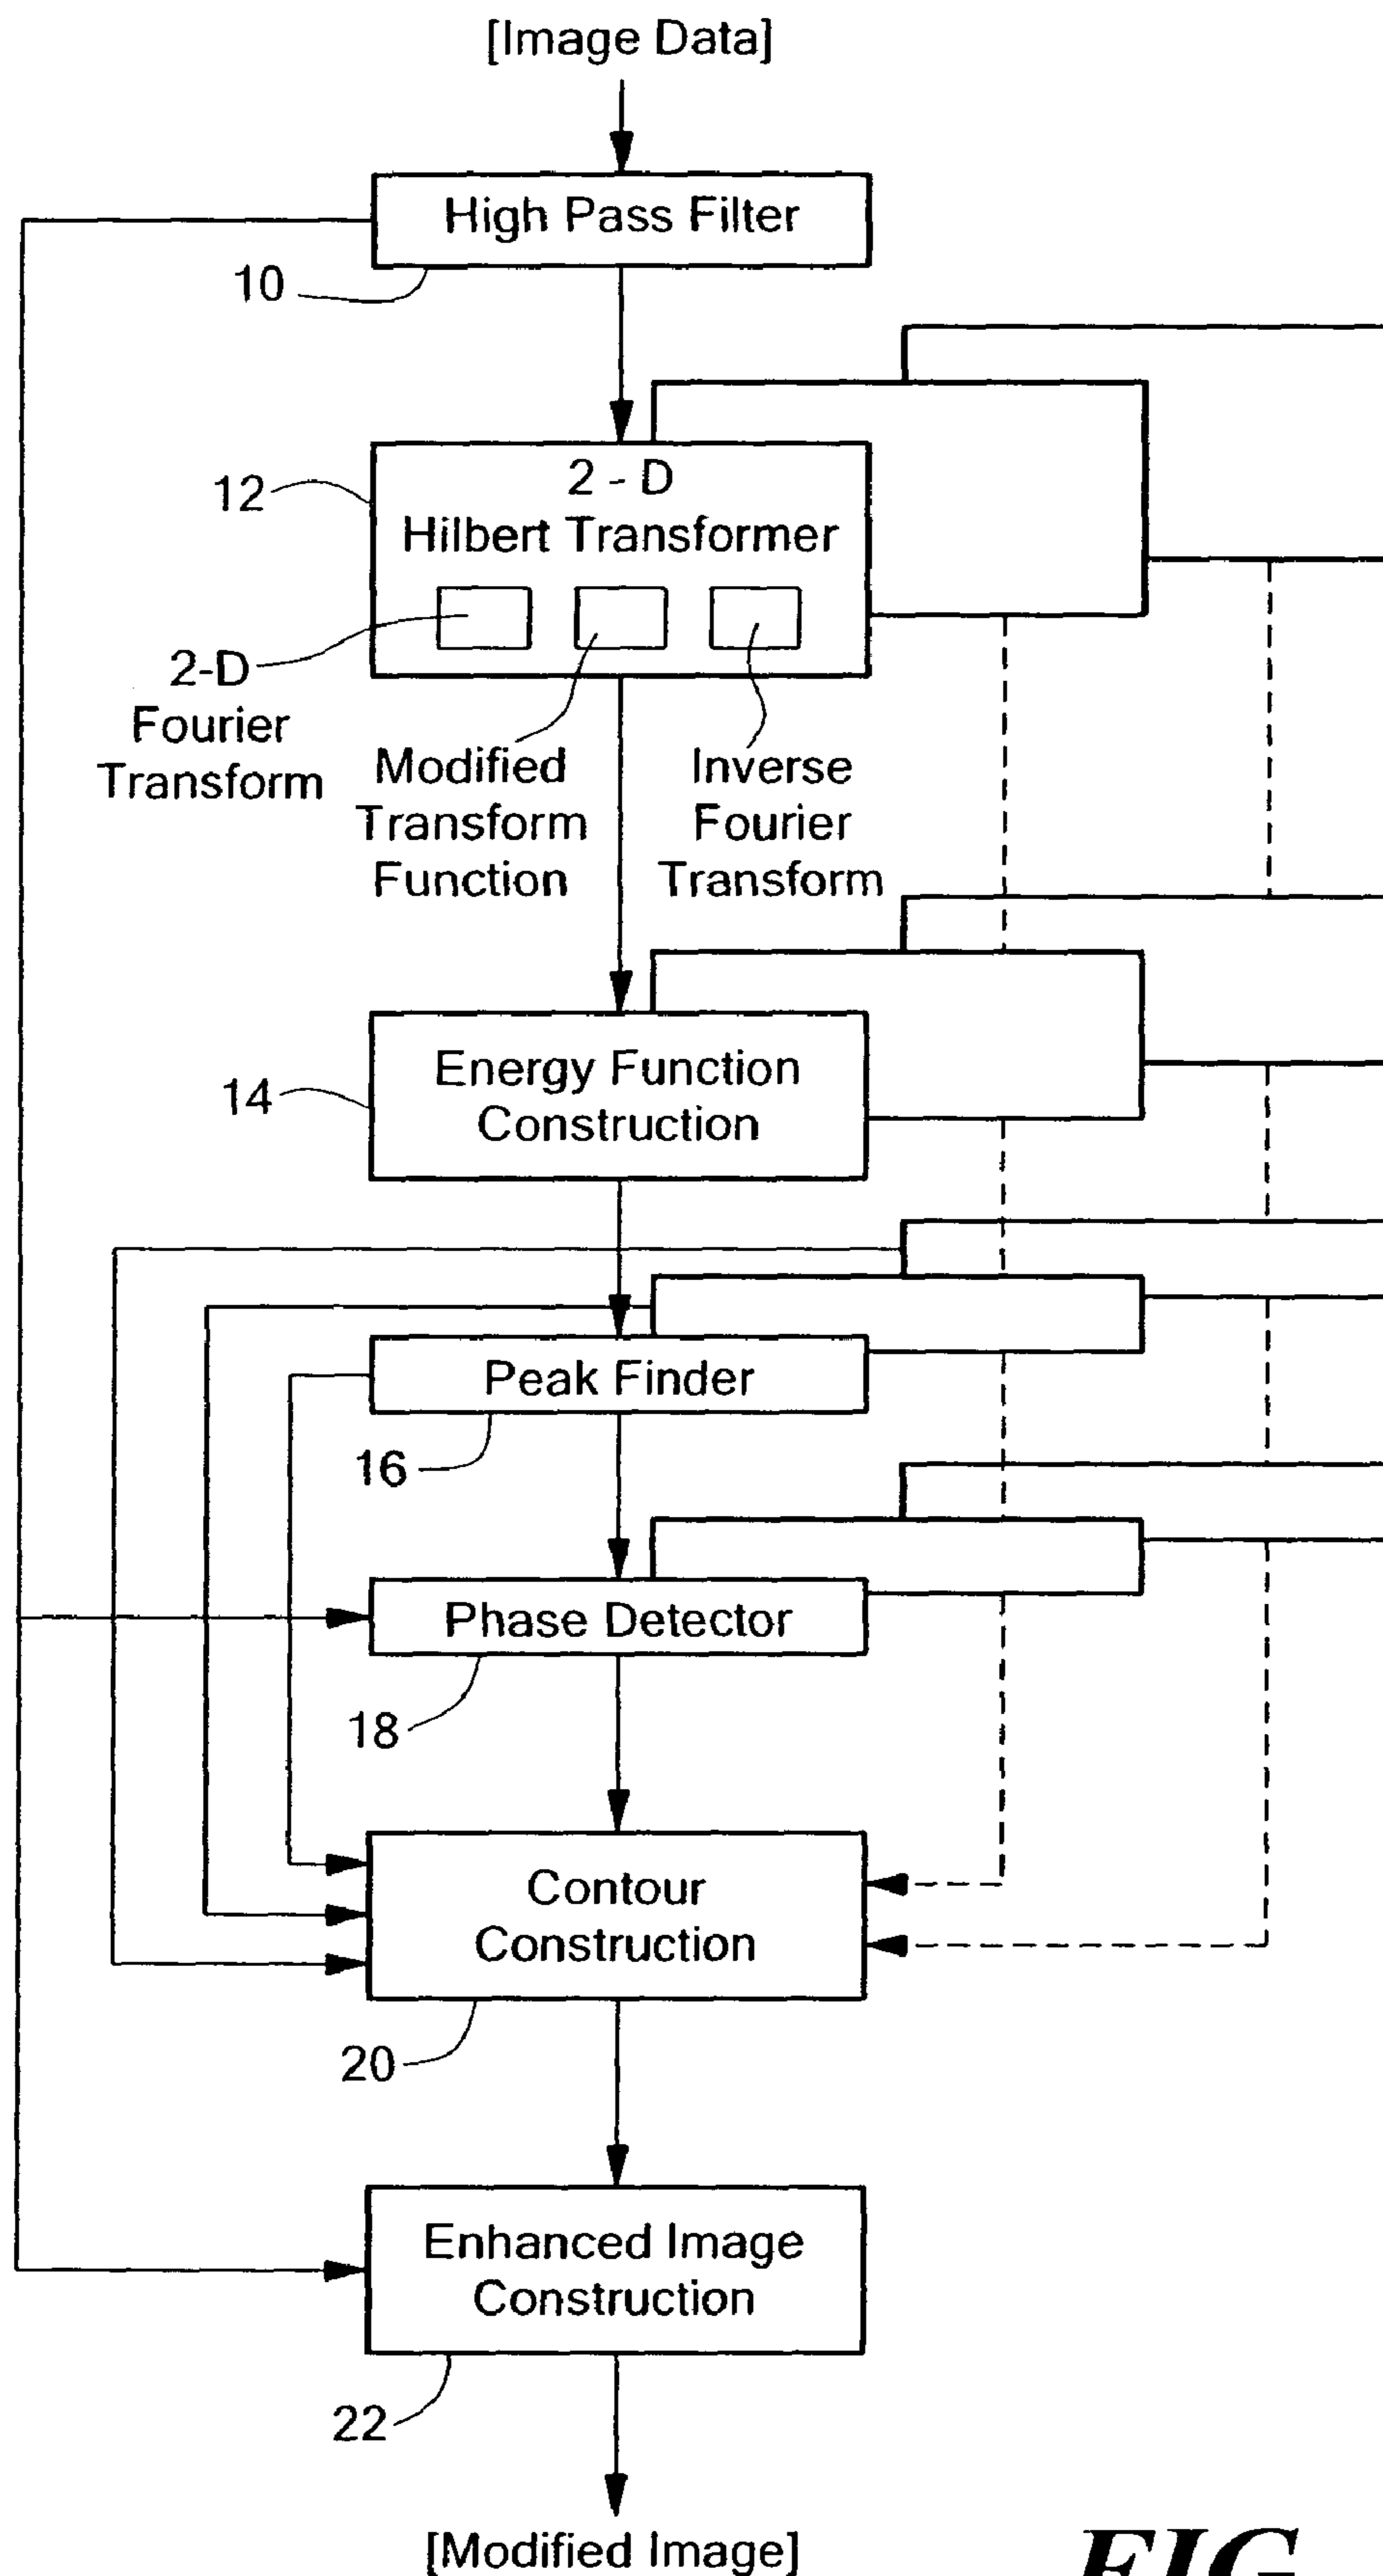 [Image Data]
High Pass Filter
10
2 - D
12
Hilbert Transformer
2-D
Fourier
Transform
Modified
Transform
Function
Inverse
Fourier
Transform
Energy Function
Construction
14
Peak Finder
16
Phase Detector
18
Contour
Construction
20
Enhanced Image
Construction
22
[Modified Image]
FIG